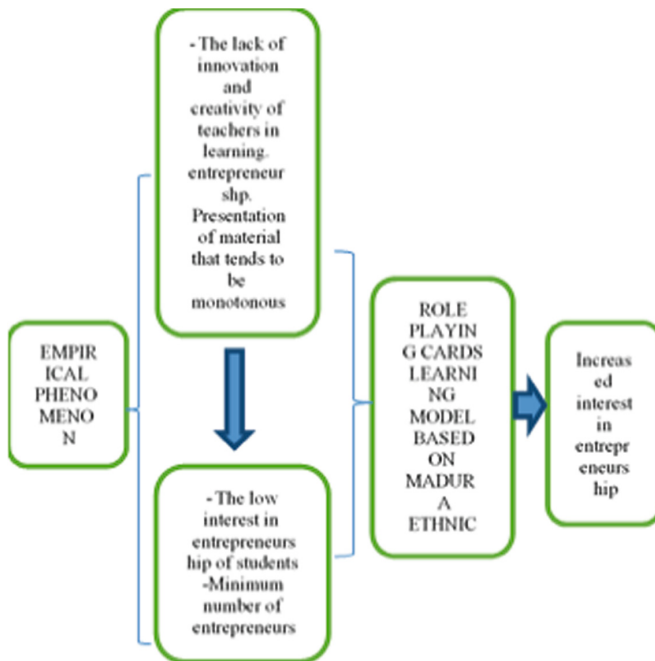 - The lack of
innovation
and
creativity of
teachers in
learning.
entrepreneur
shp.
Presentation
of material
that tends to
be
monotonous
EMPIR
ICAL
PHENO
MENO
N
- The low
interest in
entrepreneurs
hip of students
-Minimum
number of
entrepreneurs
ROLE
PLAYIN
G CARDS
LEARNI
NG
MODEL
BASED
ON
MADUR
A
ETHNIC
Increas
ed
interest
in
entrepr
eneurs
hip